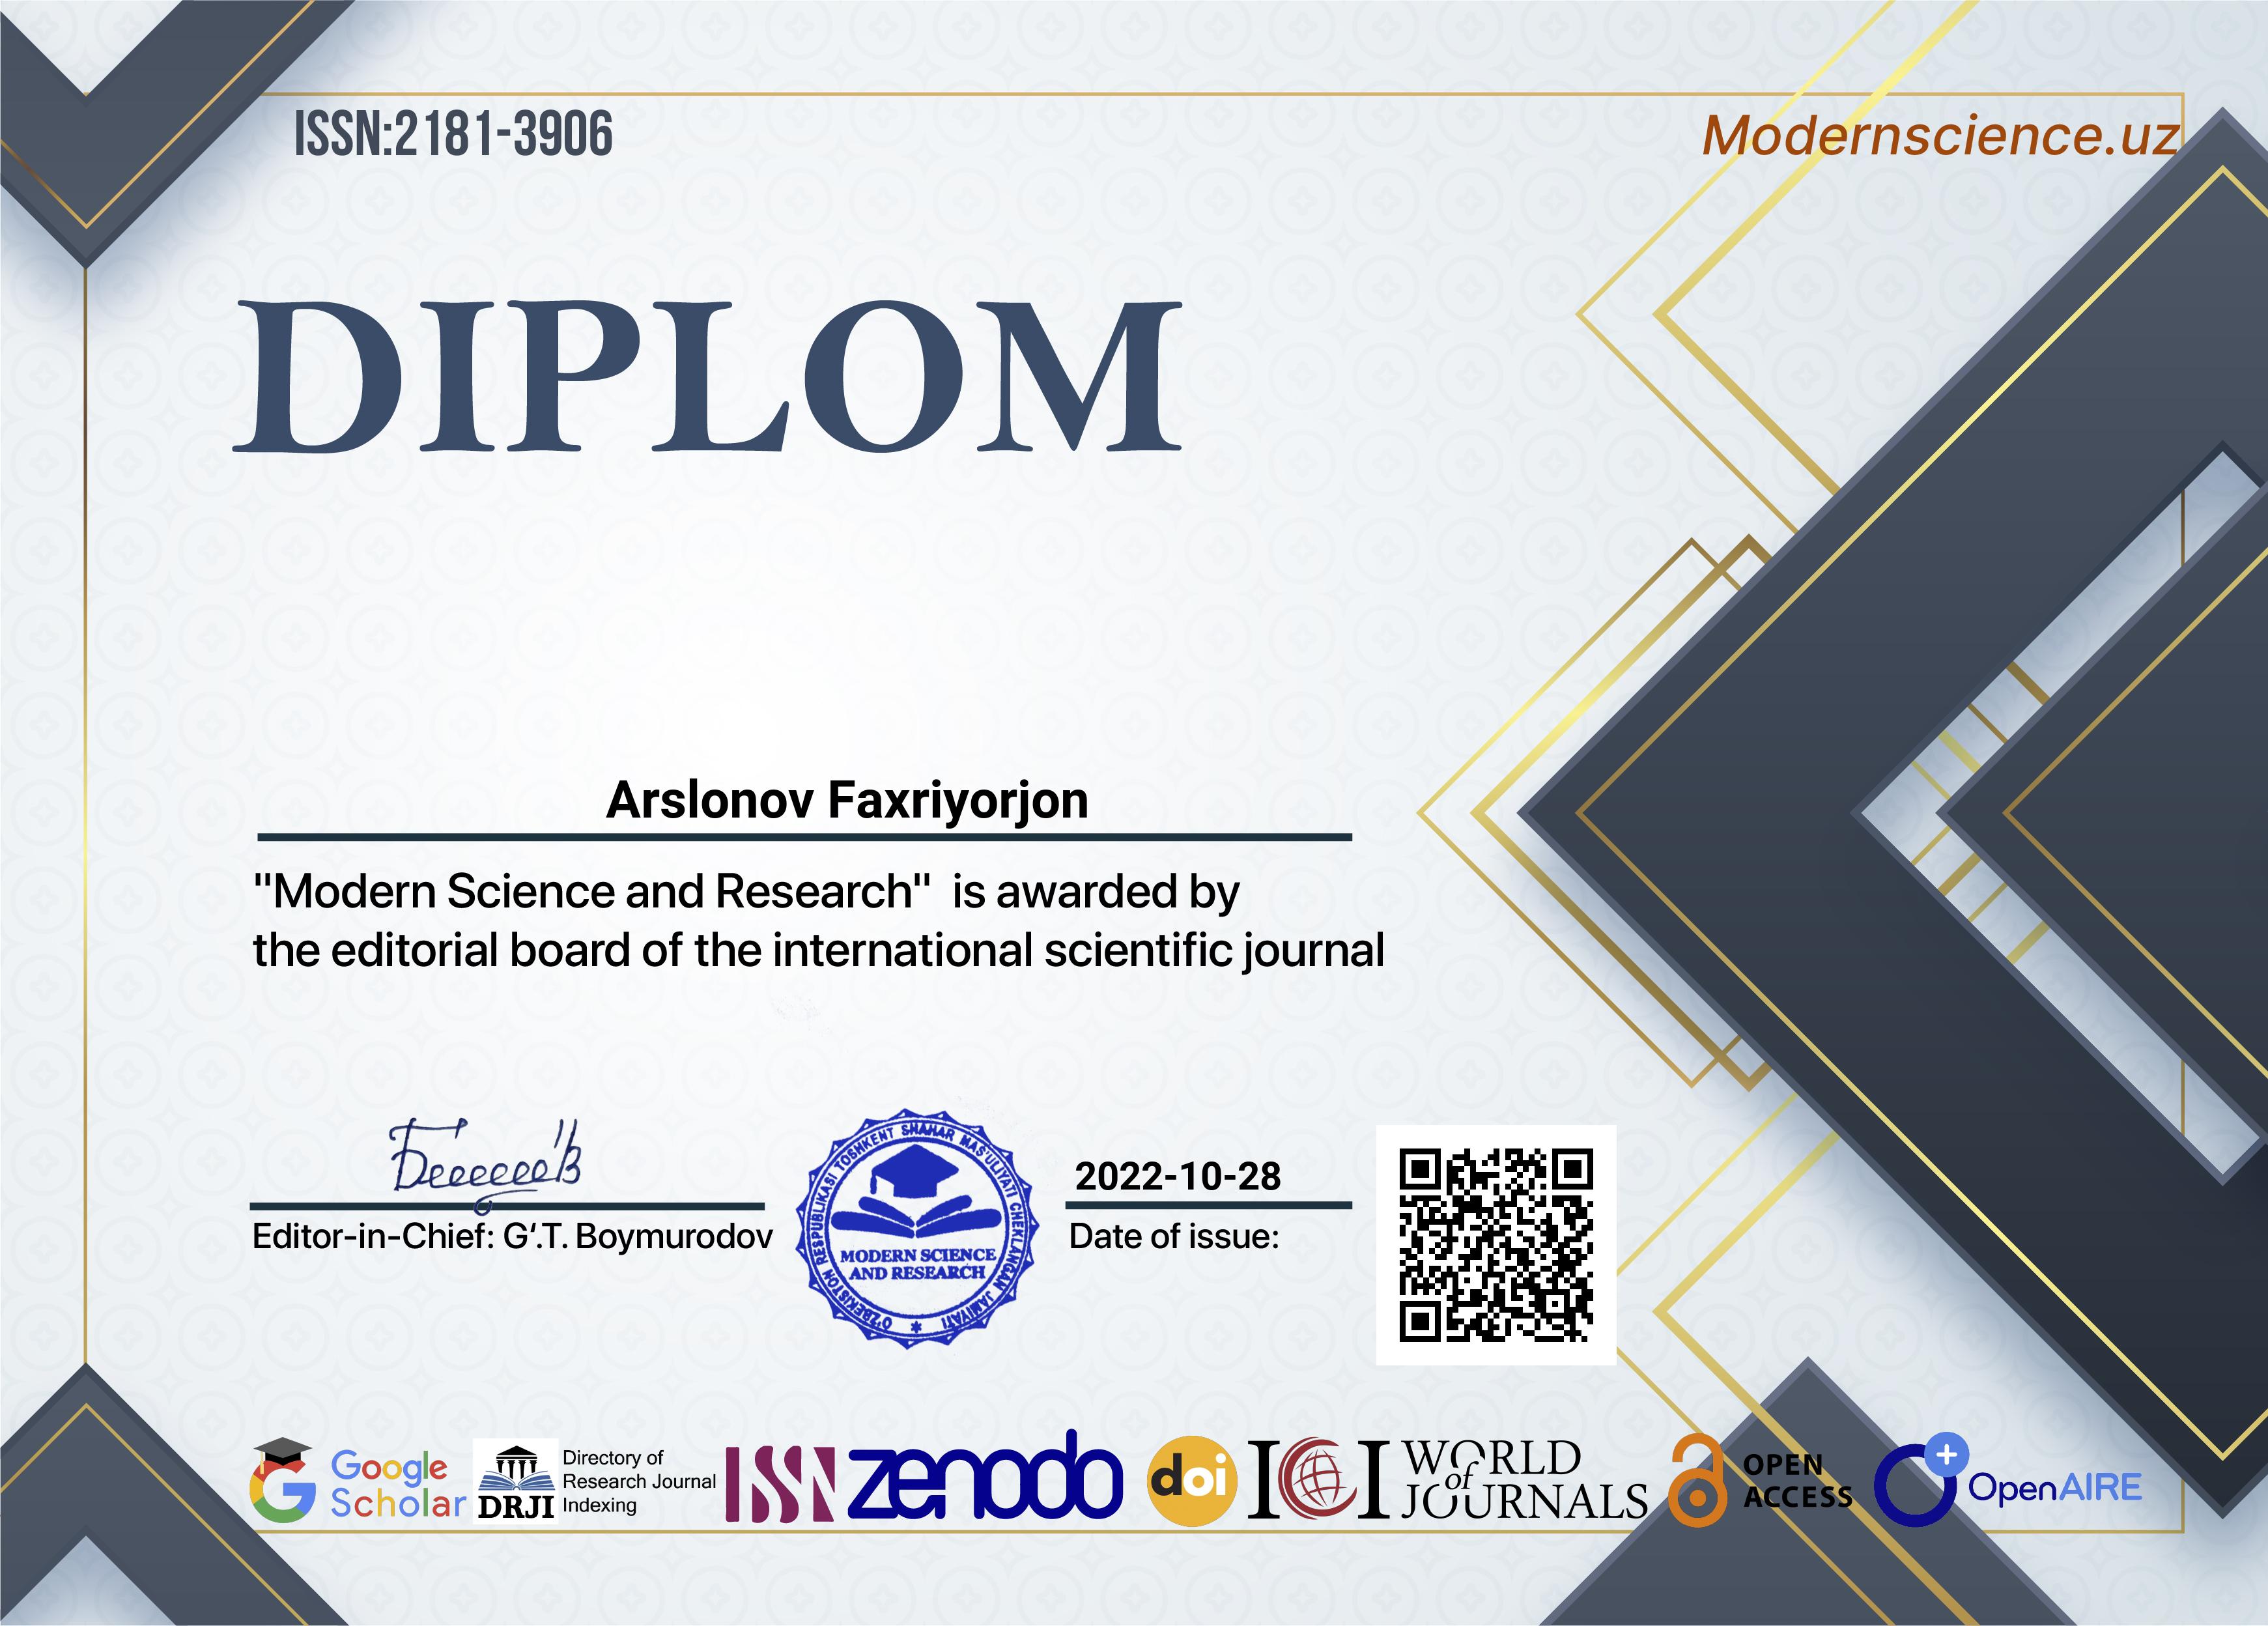 ISSN:2181-3906
Modernscience.uz
DIPLOM
Arslonov Faxriyorjon
"Modern Science and Research" is awarded by
the editorial board of the international scientific journal
2022-10-28
Editor-in-Chief: G‘.T. Boymurodov
Date of issue:
O'ZBEKISTON RESPUBLIKASI TOSHKENT SHAHAR MAS'ULIYATI CHEKLANGAN JAMIYATI
MODERN SCIENCE
AND RESEARCH
Google
Scholar
DRJI
Directory of
Research Journal
Indexing
ISSN
zenodo
doi
ICI
WORLD
of
JOURNALS
OPEN
ACCESS
OpenAIRE